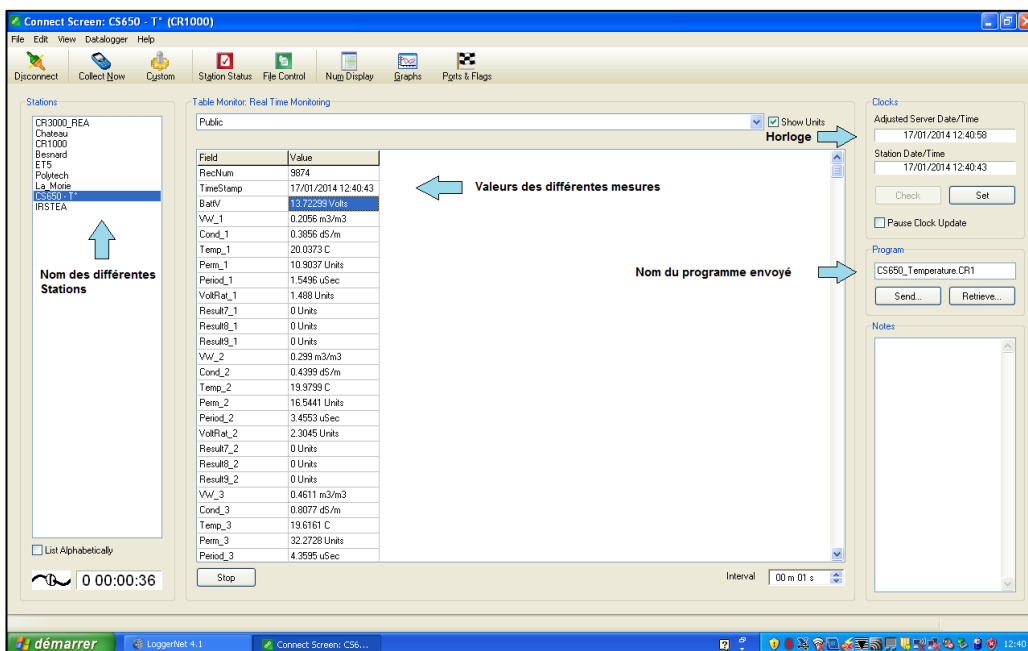 Connect Screen: CS650 - T° (CR1000)
File Edit View Datalogger Help
Disconnect Collect Now Custom Station Status File Control Num Display Graphs Ports & Flags
Stations
CR3000_REA
Chateau
CR1000
Besnard
ET5
Polytech
La_Morie
CS650 - T°
IRSTEA
Nom des différentes
Stations
List Alphabetically
0 00:00:36
Table Monitor: Real Time Monitoring
Public
Show Units
Field Value
RecNum 9874
TimeStamp 17/01/2014 12:40:43
BattV 13.72299 Volts
VW_1 0.2056 m3/m3
Cond_1 0.3856 dS/m
Temp_1 20.0373 C
Perm_1 10.9037 Units
Period_1 1.5496 uSec
VoltRat_1 1.488 Units
Result7_1 0 Units
Result8_1 0 Units
Result9_1 0 Units
VW_2 0.299 m3/m3
Cond_2 0.4399 dS/m
Temp_2 19.9799 C
Perm_2 16.5441 Units
Period_2 3.4553 uSec
VoltRat_2 2.3045 Units
Result7_2 0 Units
Result8_2 0 Units
Result9_2 0 Units
VW_3 0.4611 m3/m3
Cond_3 0.8077 dS/m
Temp_3 19.6161 C
Perm_3 32.2728 Units
Period_3 4.3595 uSec
Valeurs des différentes mesures
Horloge
Nom du programme envoyé
Stop
Interval 00 m 01 s
Clocks
Adjusted Server Date/Time
17/01/2014 12:40:58
Station Date/Time
17/01/2014 12:40:43
Check Set
Pause Clock Update
Program
CS650_Temperature.CR1
Send... Retrieve...
Notes
démarrer LoggerNet 4.1 Connect Screen: CS6... 12:40